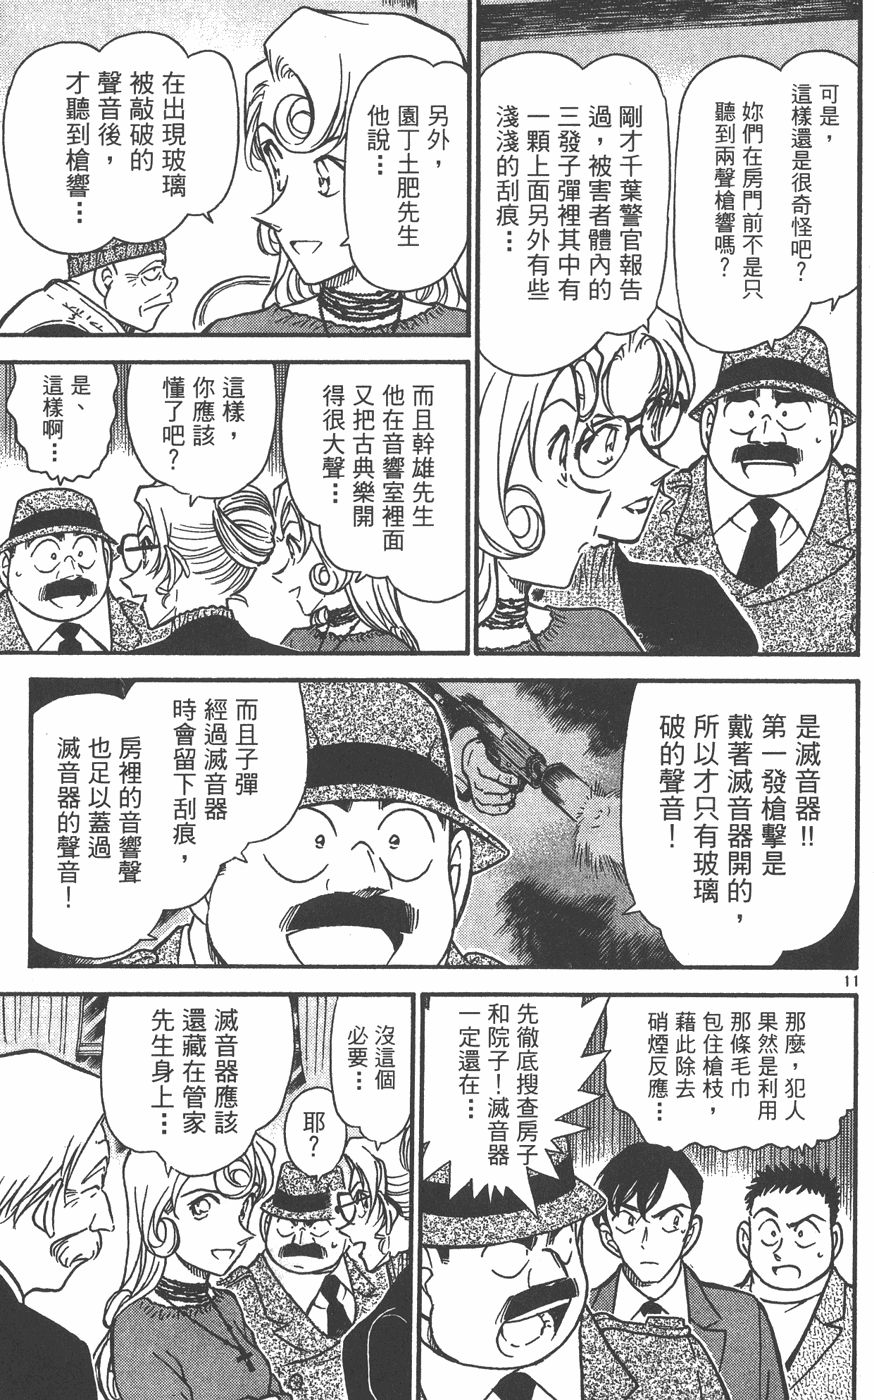 可是，
這樣還是很奇怪吧？
妳們在房門前不是只
聽到兩聲槍響嗎？
剛才千葉警官報告
過，被害者體內的
三發子彈裡其中有
一顆上面另外有些
淺淺的刮痕…
另外，
園丁土肥先生
他說…
在出現玻璃
被敲破的
聲音後，
才聽到槍響…
而且幹雄先生
他在音響室裡面
又把古典樂開
得很大聲…
這樣，
你應該
懂了吧？
是、
這樣啊…
是滅音器!!
第一發槍擊是
戴著滅音器開的，
所以才只有玻璃
破的聲音！
而且子彈
經過滅音器
時會留下刮痕，
房裡的音響聲
也足以蓋過
滅音器的聲音！
11
那麼，犯人
果然是利用
那條毛巾
包住槍枝，
藉此除去
硝煙反應…
先徹底搜查房子
和院子！滅音器
一定還在…
沒這個
必要…
耶？
滅音器應該
還藏在管家
先生身上…